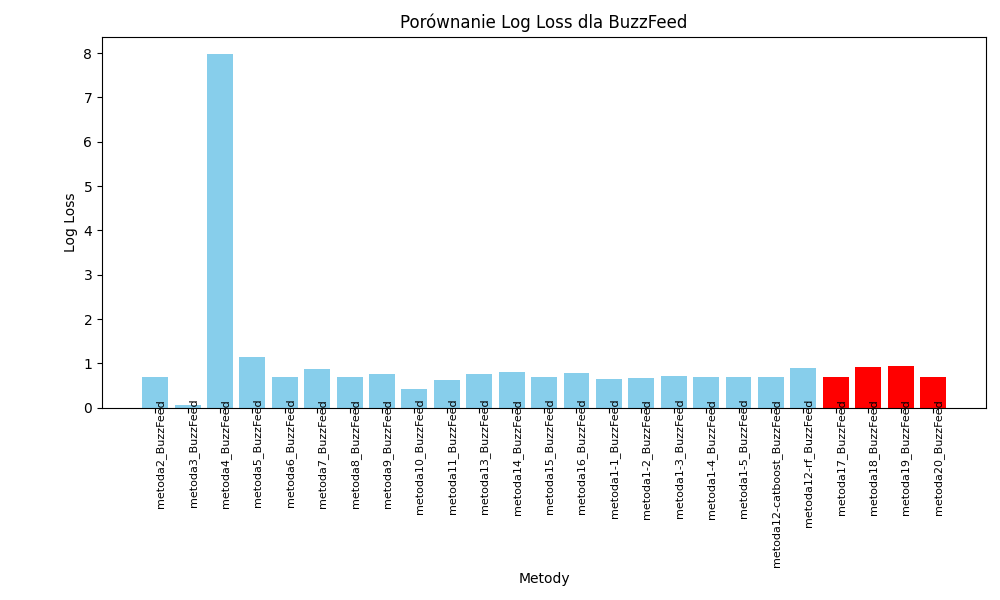 Porównanie Log Loss dla BuzzFeed
Log Loss
8
7
6
5
4
3
2
1
0
metoda2_BuzzFeed
metoda3_BuzzFeed
metoda4_BuzzFeed
metoda5_BuzzFeed
metoda6_BuzzFeed
metoda7_BuzzFeed
metoda8_BuzzFeed
metoda9_BuzzFeed
metoda10_BuzzFeed
metoda11_BuzzFeed
metoda13_BuzzFeed
metoda14_BuzzFeed
metoda15_BuzzFeed
metoda16_BuzzFeed
metoda1-1_BuzzFeed
metoda1-2_BuzzFeed
metoda1-3_BuzzFeed
metoda1-4_BuzzFeed
metoda1-5_BuzzFeed
metoda12-catboost_BuzzFeed
metoda12-rf_BuzzFeed
metoda17_BuzzFeed
metoda18_BuzzFeed
metoda19_BuzzFeed
metoda20_BuzzFeed
Metody